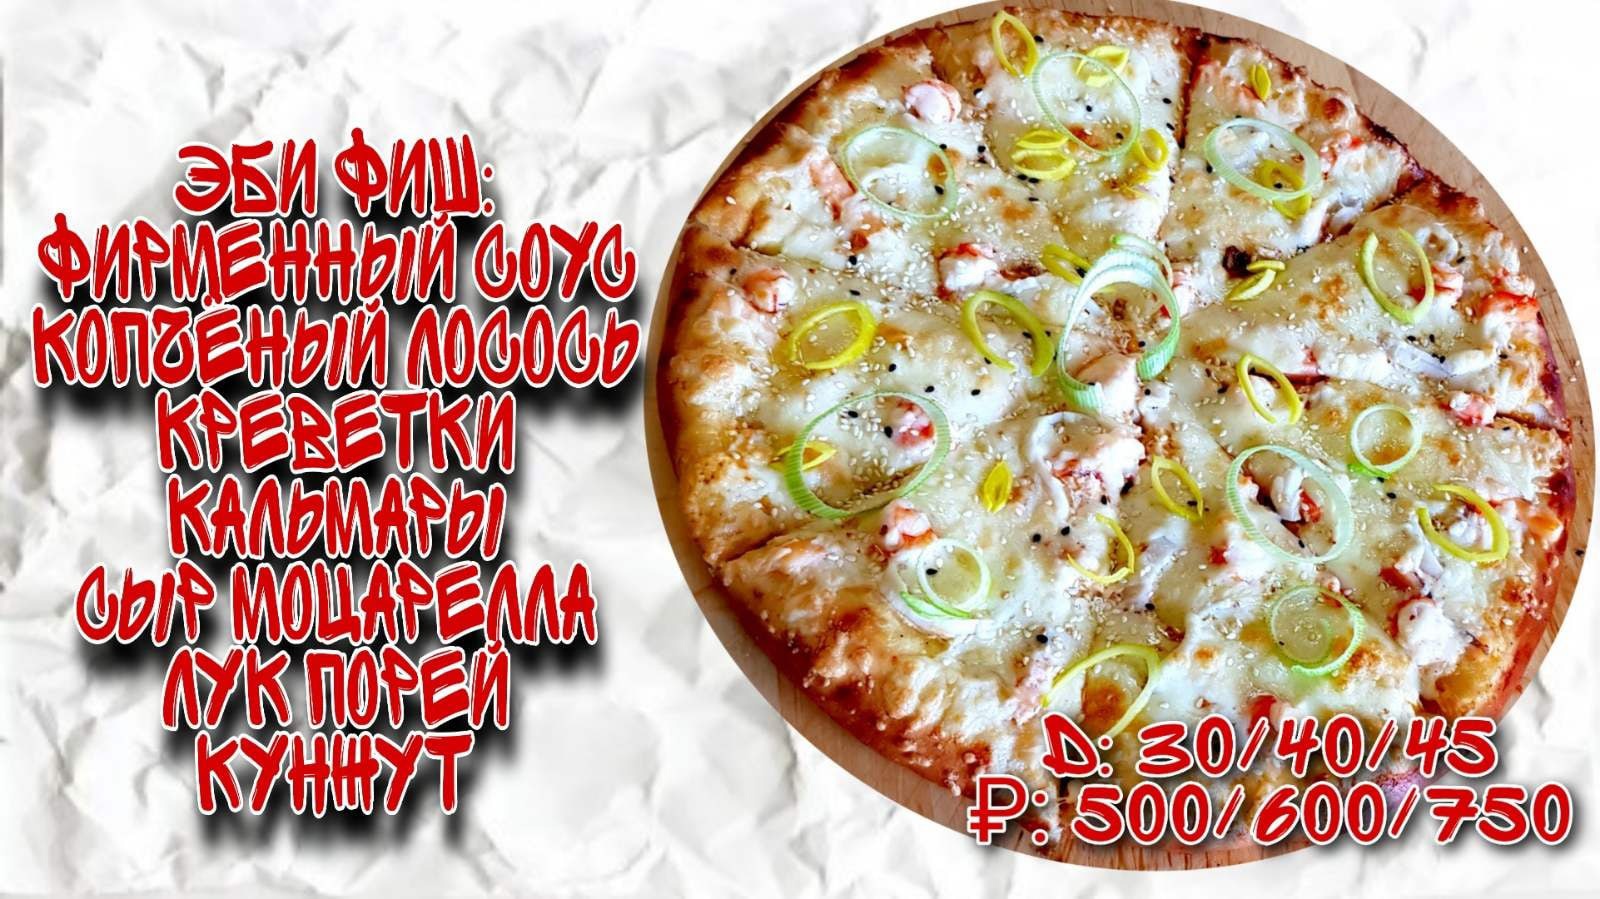 ЭБИ ФИШ:
ФИРМЕННЫЙ СОУС
КОПЧЁНЫЙ ЛОСОСЬ
КРЕВЕТКИ
КАЛЬМАРЫ
СЫР МОЦАРЕЛЛА
ЛУК ПОРЕЙ
КУНЖУТ
D: 30/40/45
₽: 500/600/750